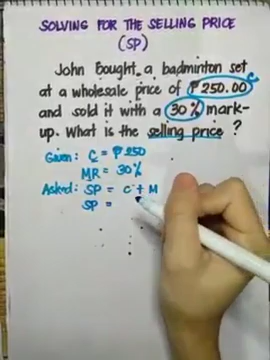 SOLVING FOR THE SELLING PRICE
(SP)
John Bought a badminton set
at a wholesale price of ₱250.00 C
and sold it with a 30% mark-
up. What is the selling price ?
Given: C = ₱250
MR = 30%
Asked: SP = C + M
SP =